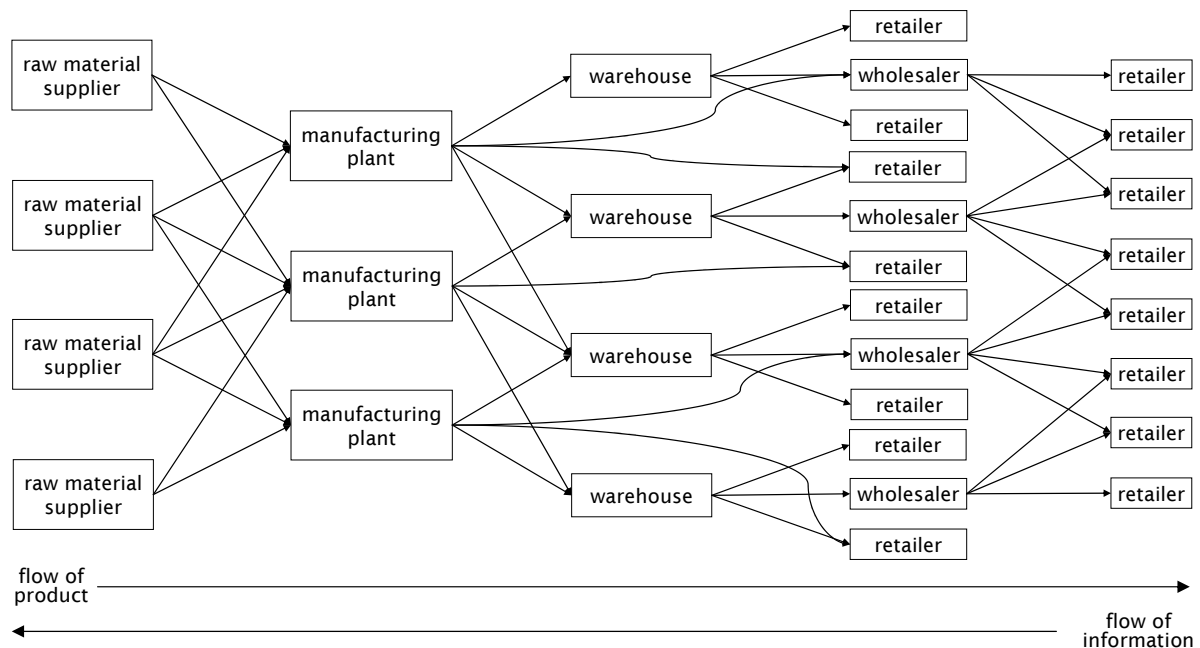 raw material
supplier
raw material
supplier
raw material
supplier
raw material
supplier
manufacturing
plant
manufacturing
plant
manufacturing
plant
warehouse
warehouse
warehouse
warehouse
retailer
wholesaler
retailer
retailer
wholesaler
retailer
retailer
wholesaler
retailer
retailer
wholesaler
retailer
retailer
retailer
retailer
retailer
retailer
retailer
retailer
retailer
flow of
product
flow of
information